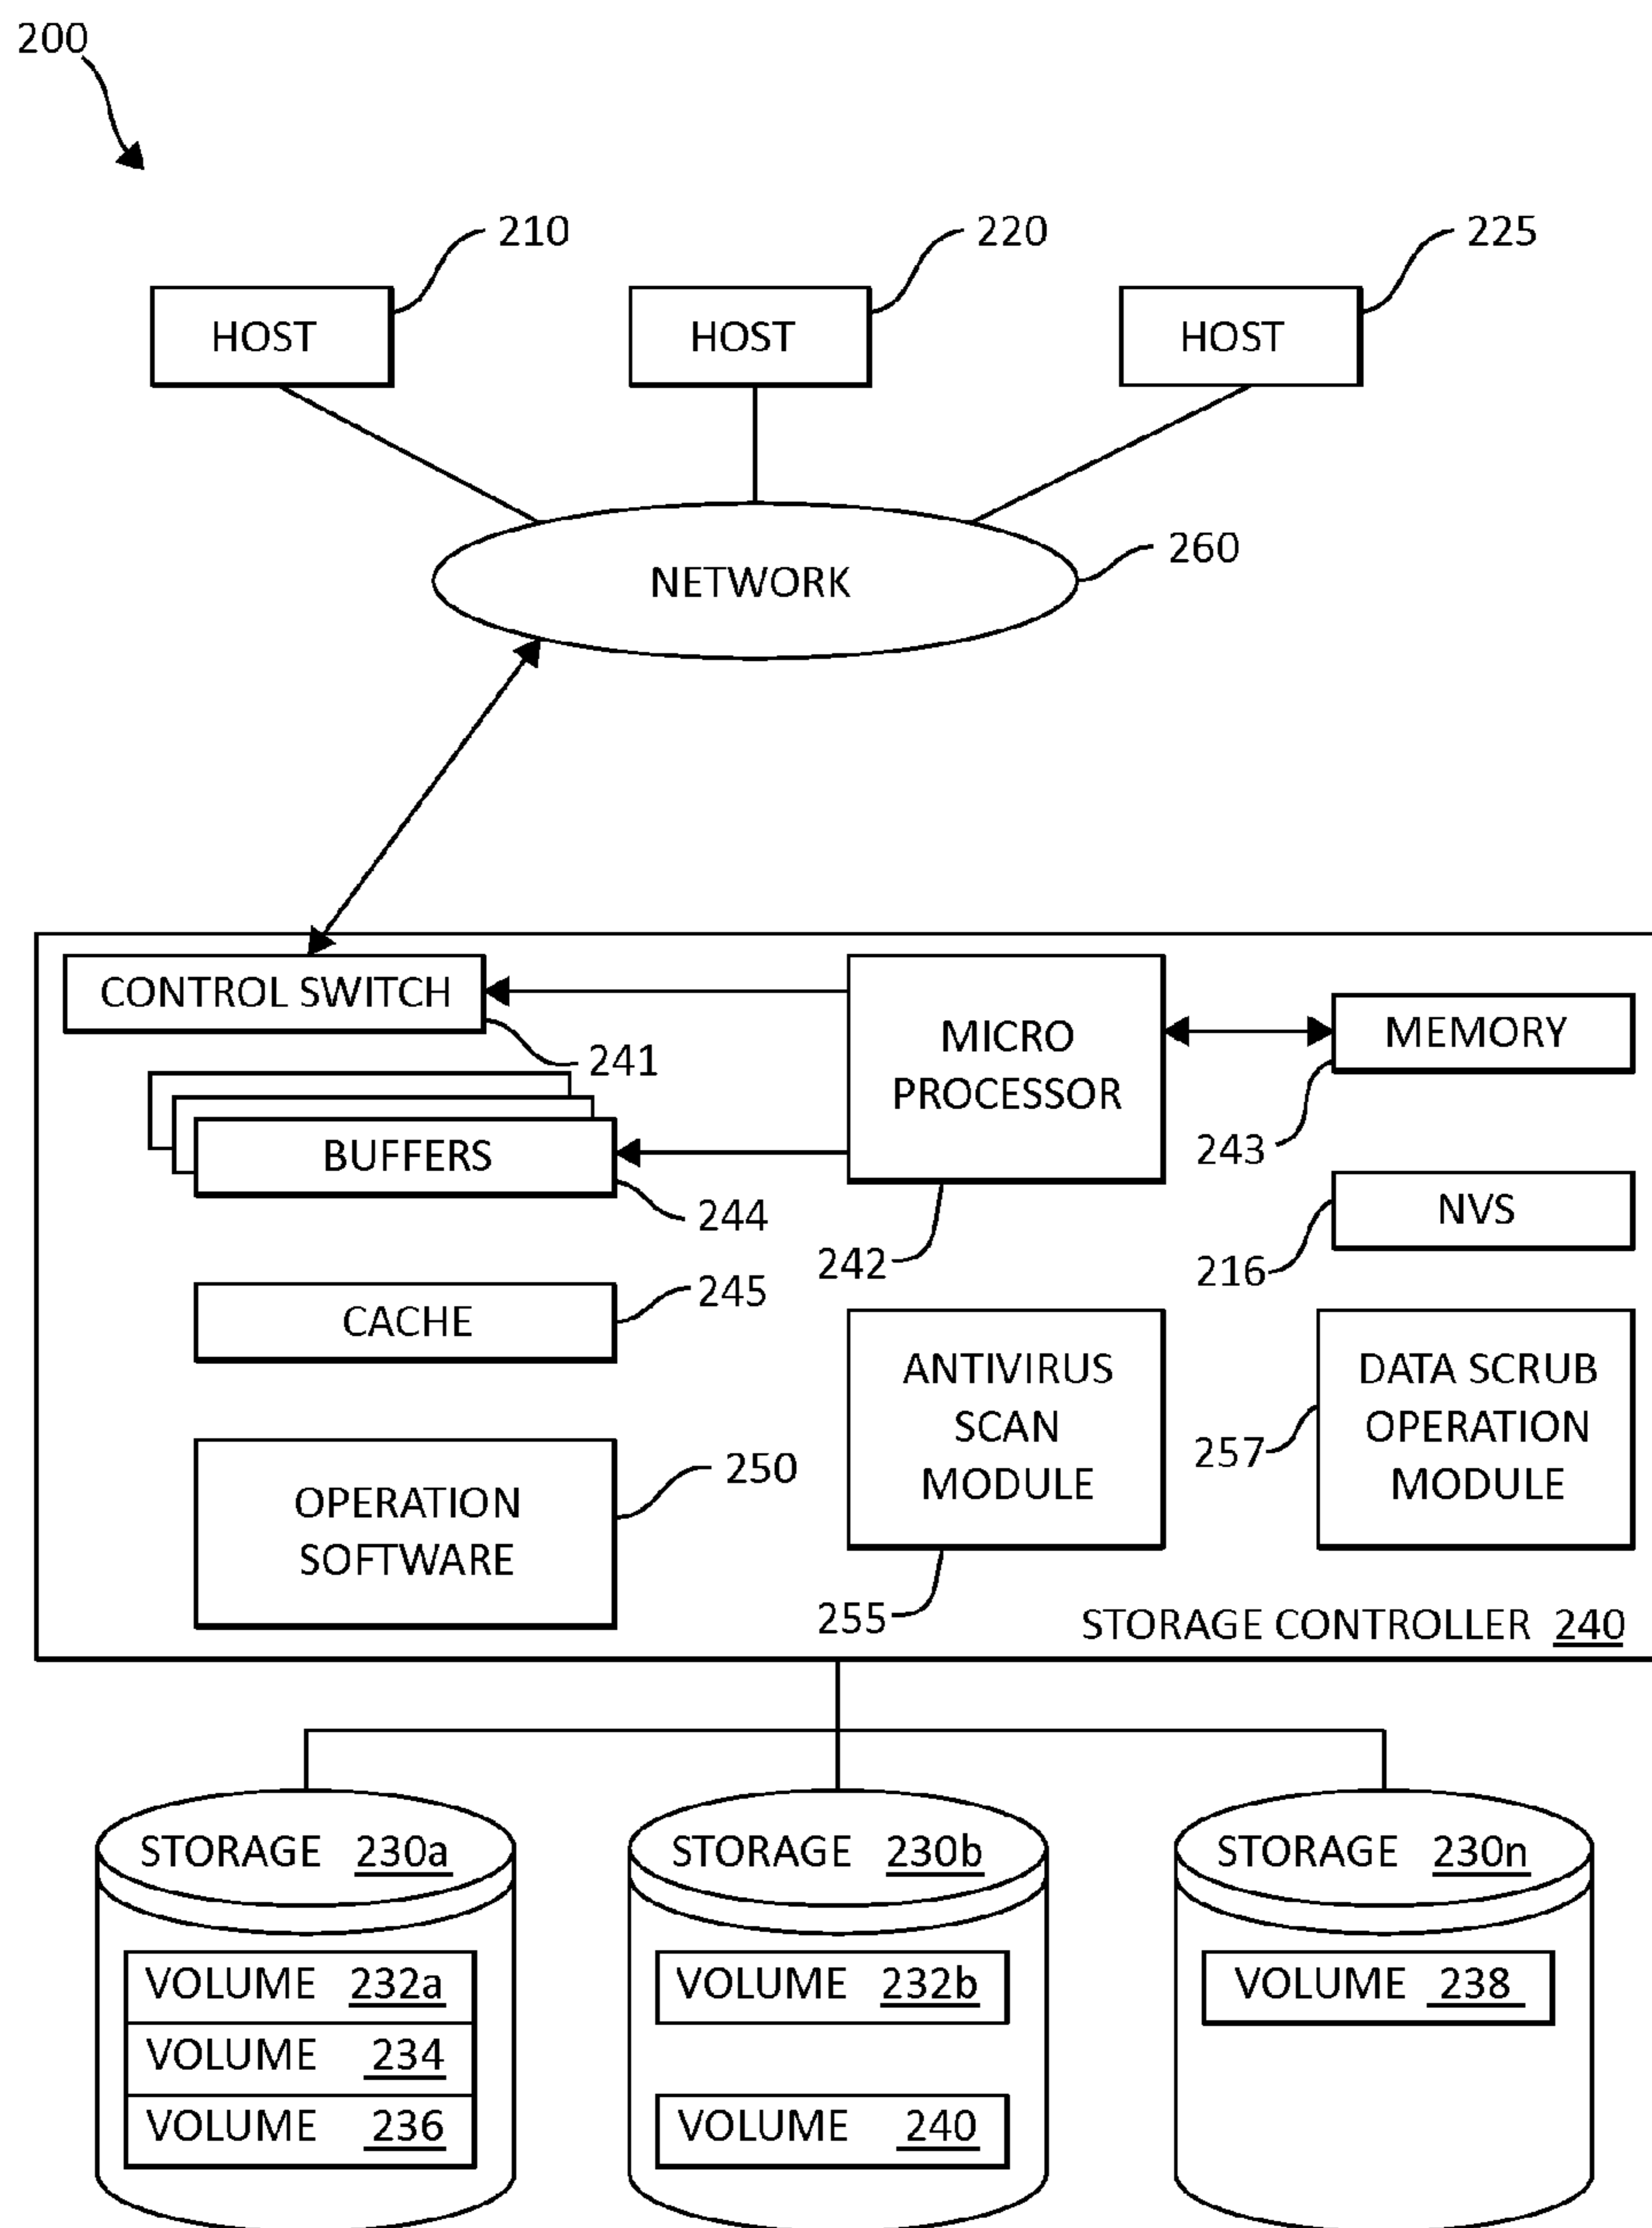 200
210
220
225
HOST
HOST
HOST
260
NETWORK
CONTROL SWITCH
241
MICRO
PROCESSOR
MEMORY
243
BUFFERS
244
242
NVS
216
245
CACHE
ANTIVIRUS
SCAN
MODULE
255
DATA SCRUB
OPERATION
MODULE
257
250
OPERATION
SOFTWARE
STORAGE CONTROLLER 240
STORAGE 230a
VOLUME 232a
VOLUME 234
VOLUME 236
STORAGE 230b
VOLUME 232b
VOLUME 240
STORAGE 230n
VOLUME 238